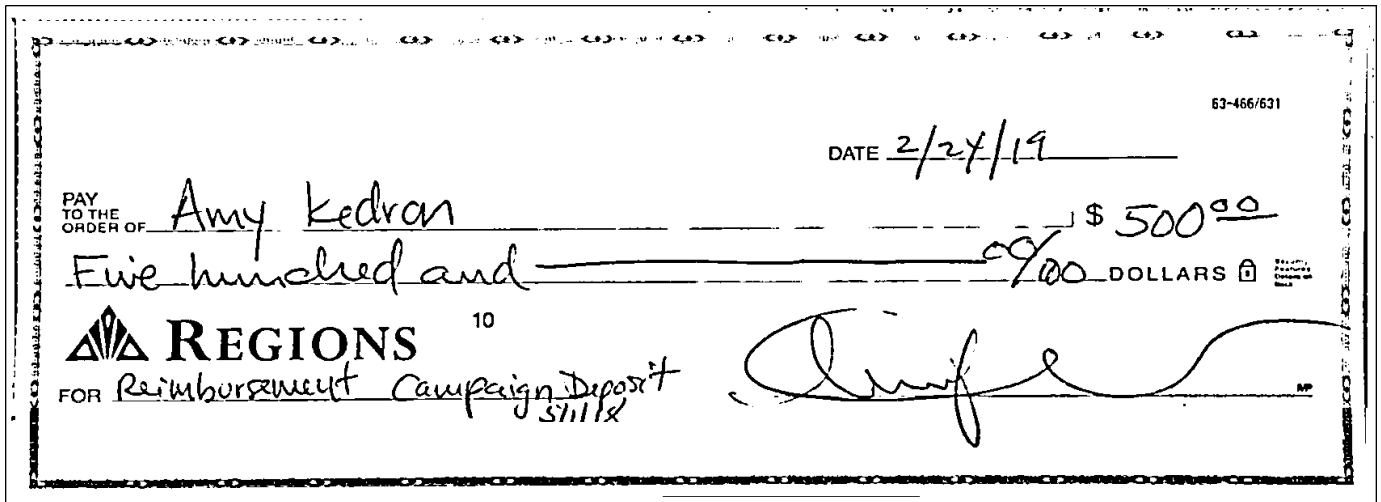 63-466/631
DATE 2/24/19
PAY TO THE ORDER OF Amy Kedron $ 500 00
Five hundred and 00/00 DOLLARS
REGIONS 10
FOR Reimbursement Campaign Deposit
5/1/18
MP